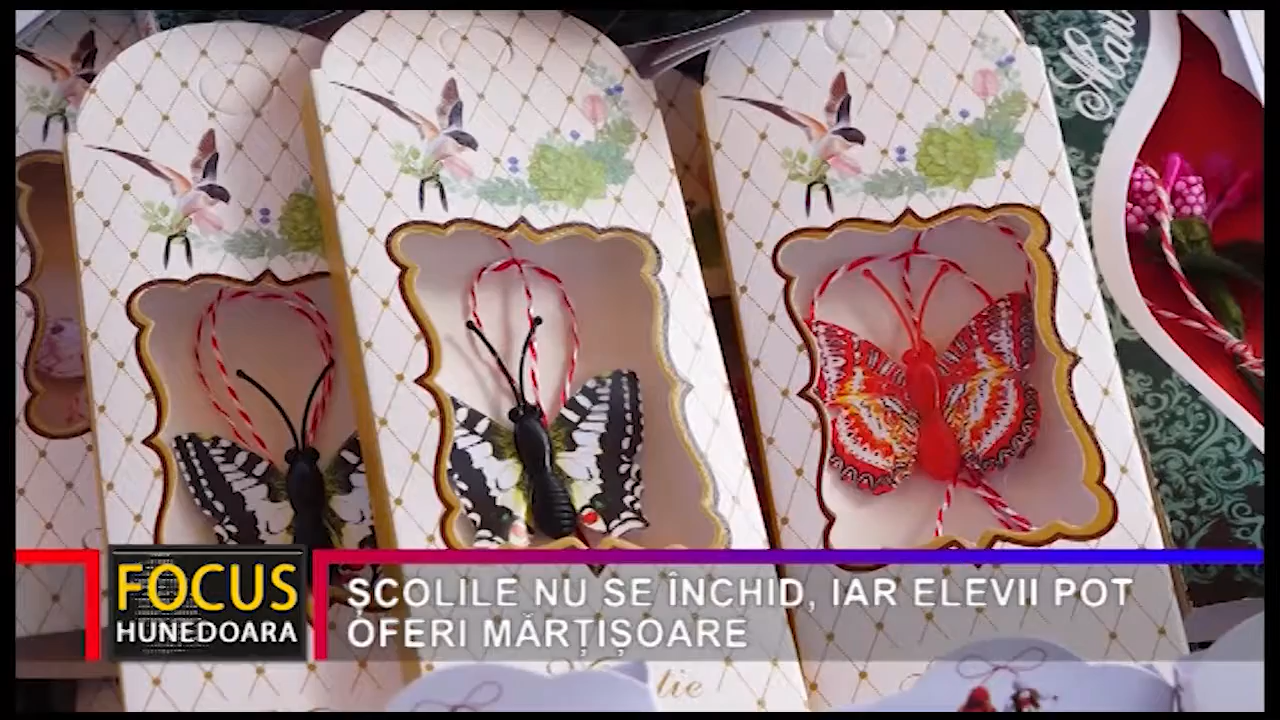 FOCUS
HUNEDOARA
ȘCOLILE NU SE ÎNCHID, IAR ELEVII POT
OFERI MĂRȚIȘOARE